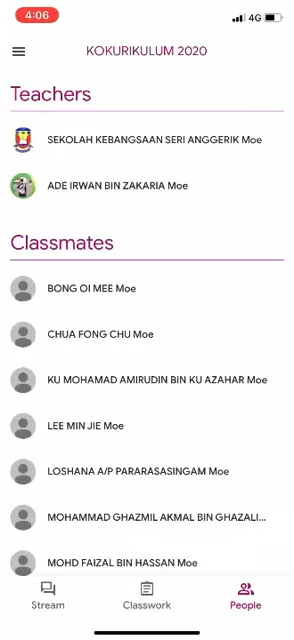 4:06
4G
KOKURIKULUM 2020
Teachers
SEKOLAH KEBANGSAAN SERI ANGGERIK Moe
ADE IRWAN BIN ZAKARIA Moe
Classmates
BONG OI MEE Moe
CHUA FONG CHU Moe
KU MOHAMAD AMIRUDIN BIN KU AZAHAR Moe
LEE MIN JIE Moe
LOSHANA A/P PARARASASINGAM Moe
MOHAMMAD GHAZMIL AKMAL BIN GHAZALI...
MOHD FAIZAL BIN HASSAN Moe
Stream Classwork People